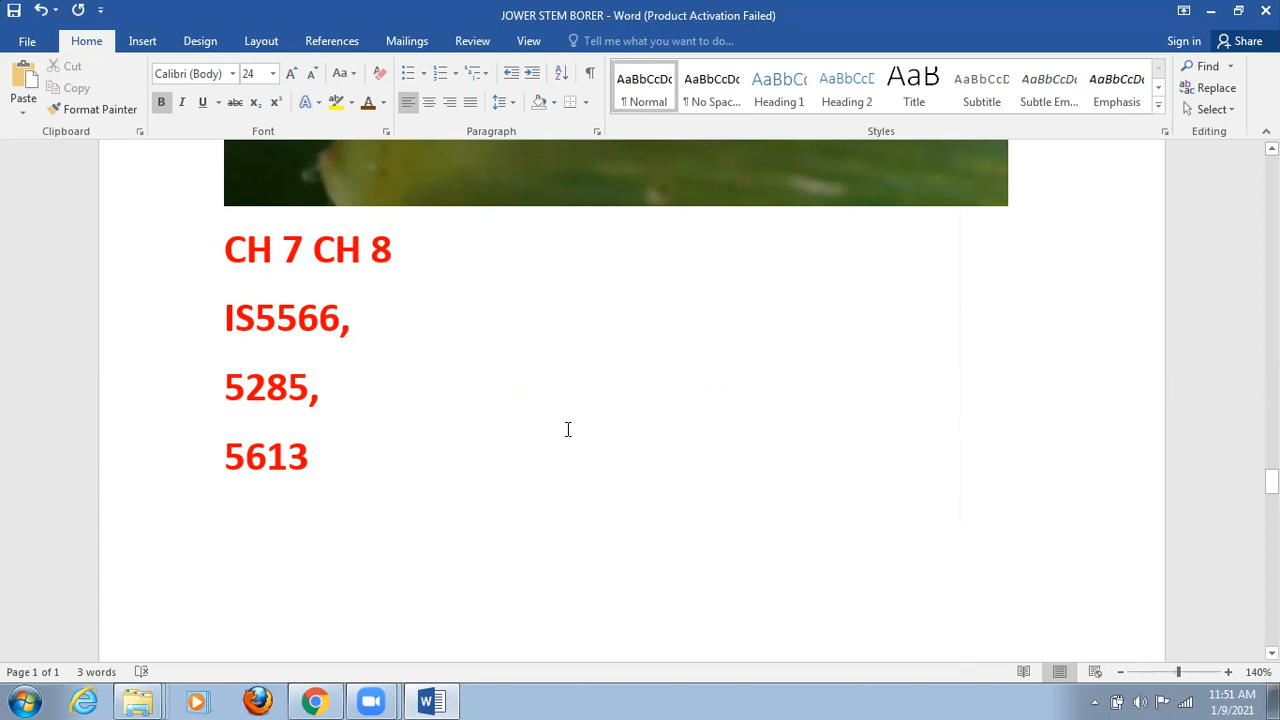 JOWER STEM BORER - Word (Product Activation Failed)
File Home Insert Design Layout References Mailings Review View Tell me what you want to do... Sign in Share
Paste
Cut
Copy
Format Painter
Calibri (Body) 24
AaBbCcDc AaBbCcDc AaBbCc AaBbCcD AaB AaBbCcD AaBbCcDc AaBbCcDc
¶ Normal ¶ No Spac... Heading 1 Heading 2 Title Subtitle Subtle Em... Emphasis
Find
Replace
Select
Clipboard Font Paragraph Styles Editing
CH 7 CH 8
IS5566,
5285,
5613
Page 1 of 1 3 words 140%
11:51 AM
1/9/2021